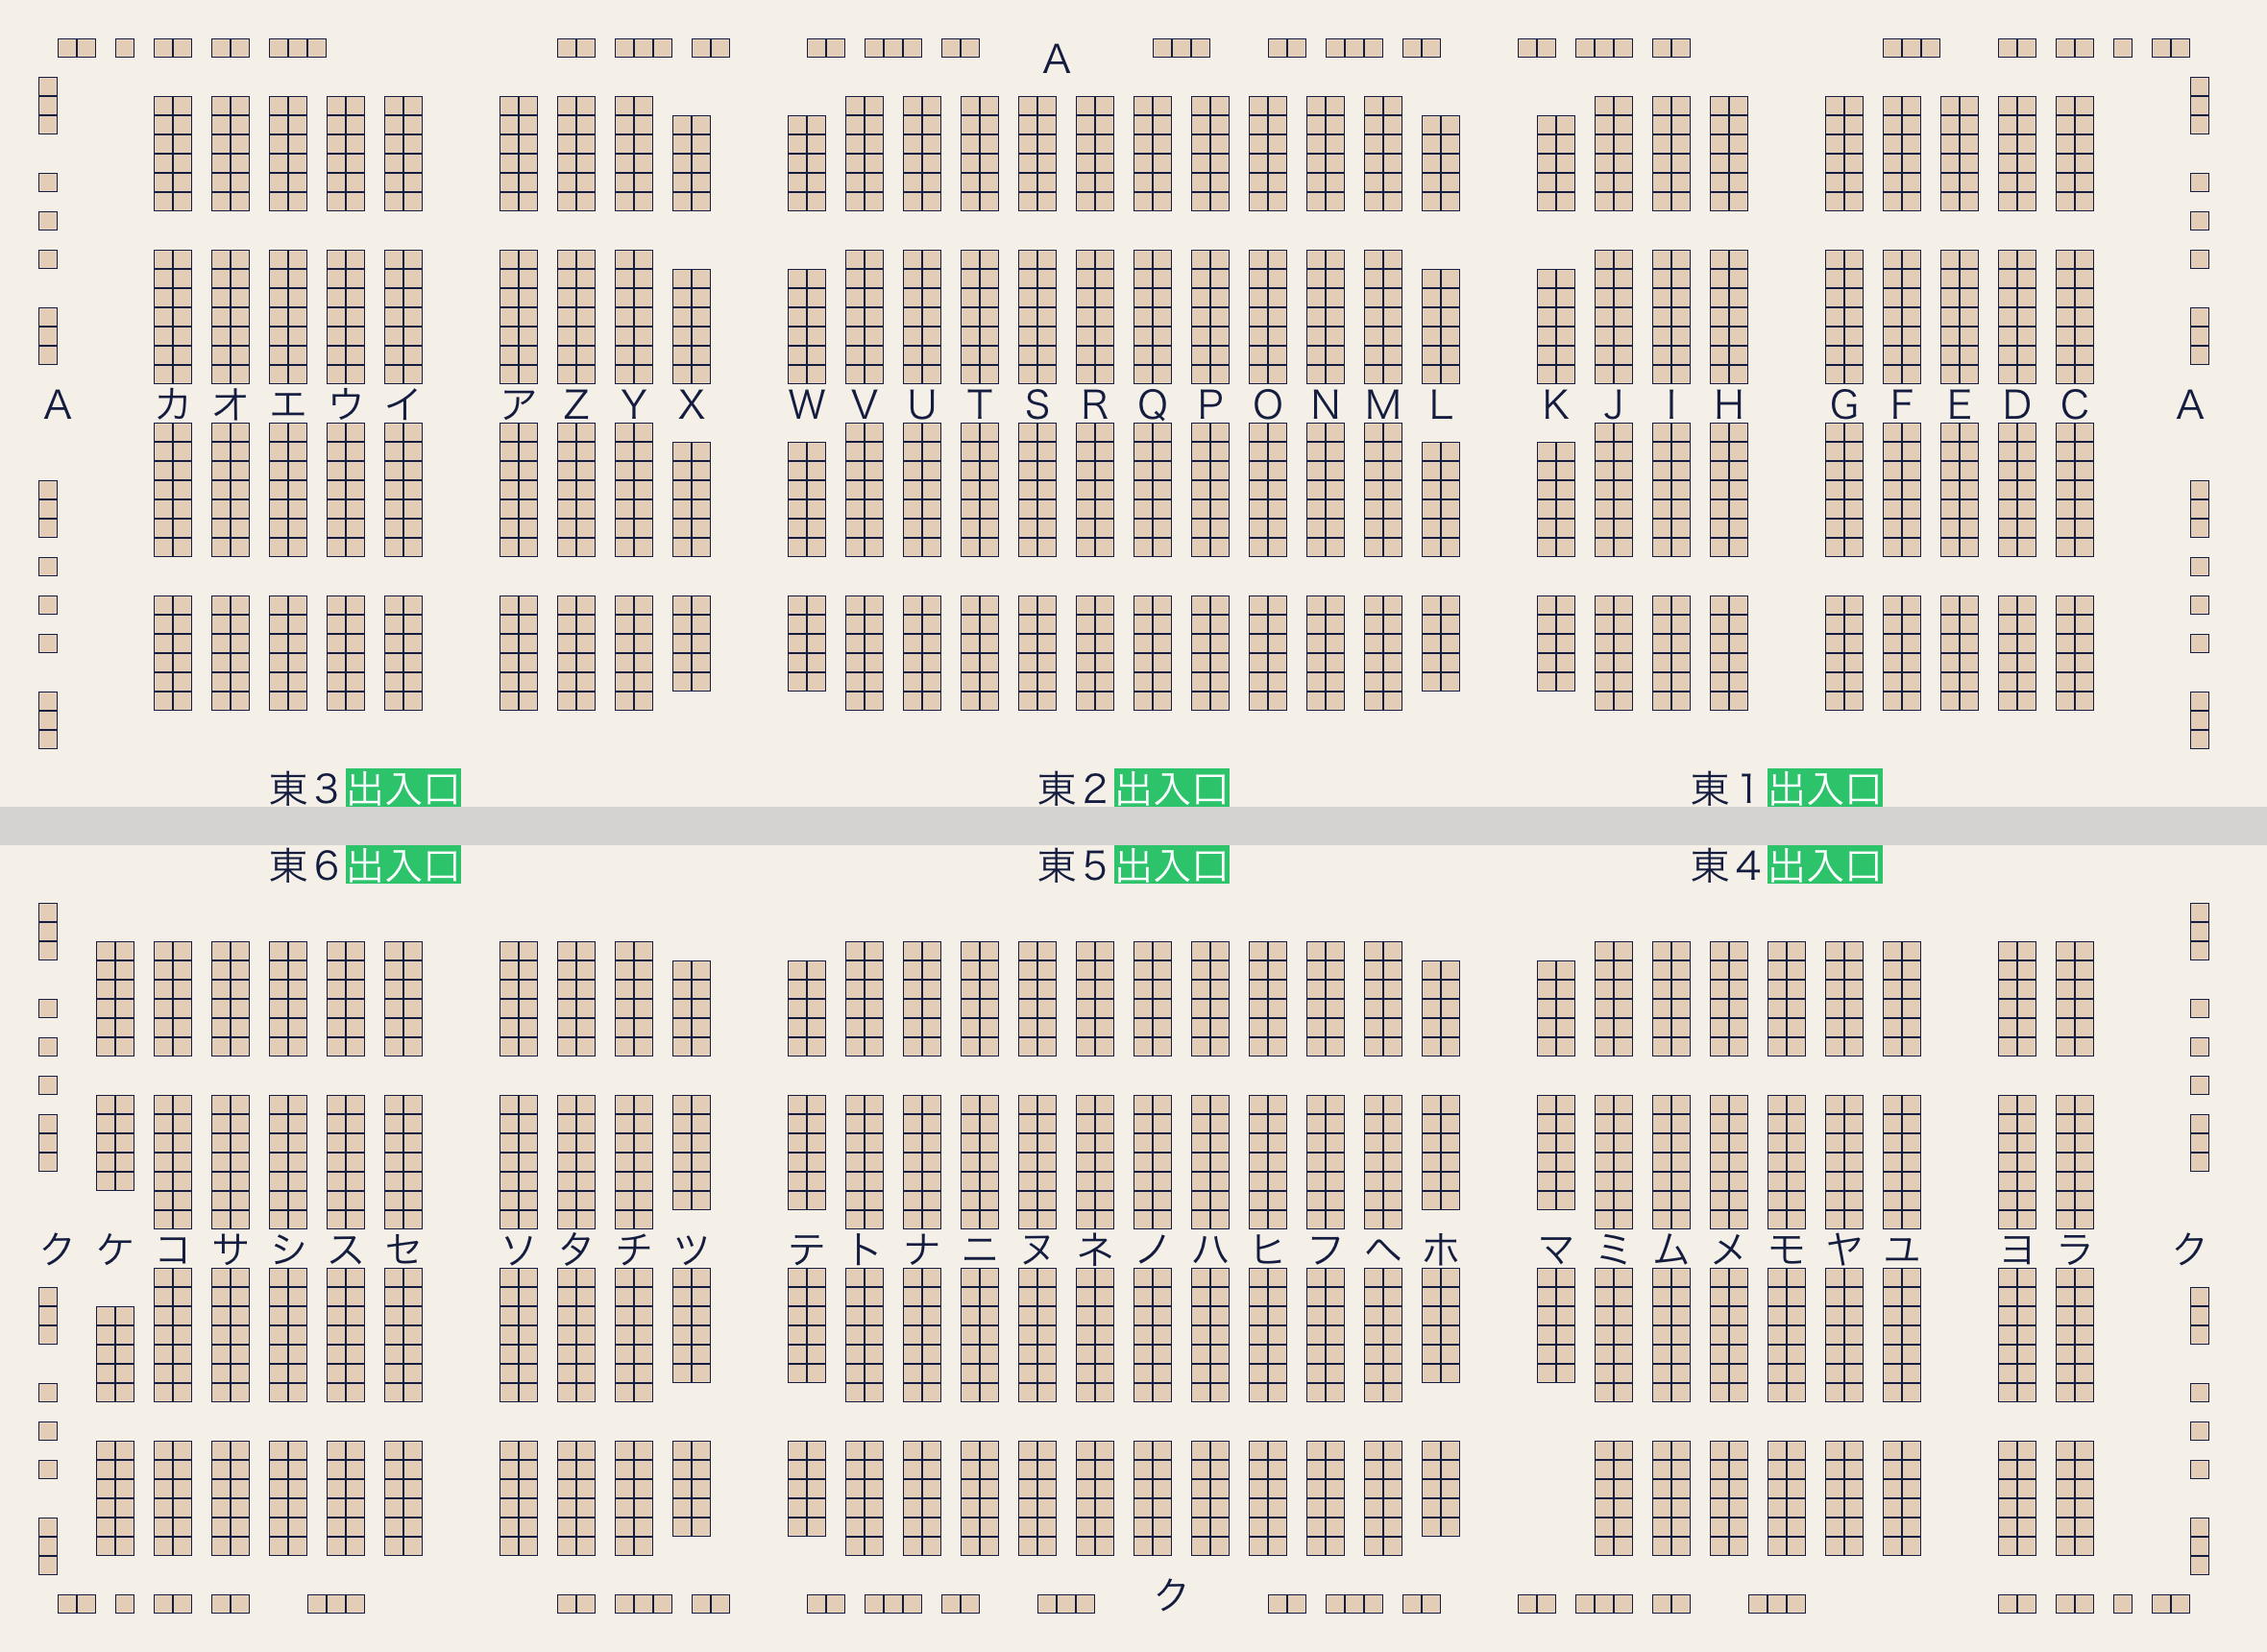 A
A カ オ エ ウ イ ア Z Y X W V U T S R Q P O N M L K J I H G F E D C A
東3 出入口 東2 出入口 東1 出入口
東6 出入口 東5 出入口 東4 出入口
ク ケ コ サ シ ス セ ソ タ チ ツ テ ト ナ ニ ヌ ネ ノ ハ ヒ フ ヘ ホ マ ミ ム メ モ ヤ ユ ヨ ラ ク
ク